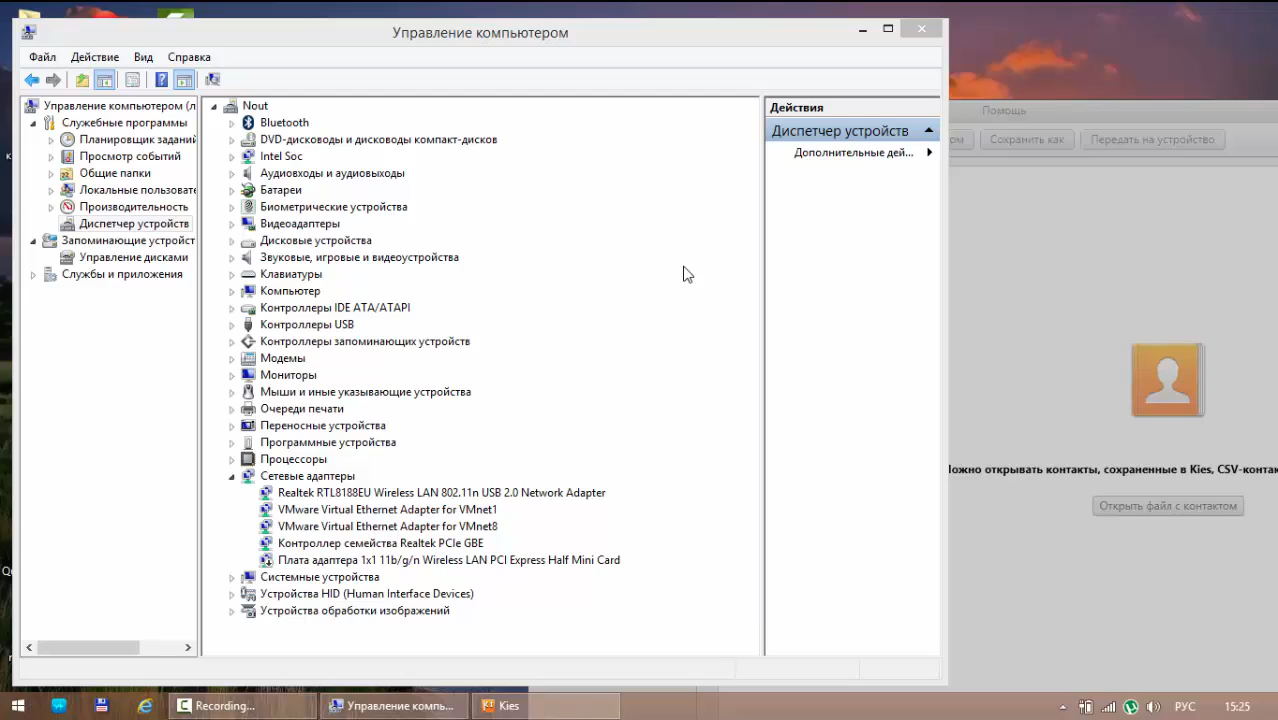 Управление компьютером
Файл Действие Вид Справка
Управление компьютером (л
Служебные программы
Планировщик заданий
Просмотр событий
Общие папки
Локальные пользоват
Производительность
Диспетчер устройств
Запоминающие устройст
Управление дисками
Службы и приложения
Nout
Bluetooth
DVD-дисководы и дисководы компакт-дисков
Intel Soc
Аудиовходы и аудиовыходы
Батареи
Биометрические устройства
Видеоадаптеры
Дисковые устройства
Звуковые, игровые и видеоустройства
Клавиатуры
Компьютер
Контроллеры IDE ATA/ATAPI
Контроллеры USB
Контроллеры запоминающих устройств
Модемы
Мониторы
Мыши и иные указывающие устройства
Очереди печати
Переносные устройства
Программные устройства
Процессоры
Сетевые адаптеры
Realtek RTL8188EU Wireless LAN 802.11n USB 2.0 Network Adapter
VMware Virtual Ethernet Adapter for VMnet1
VMware Virtual Ethernet Adapter for VMnet8
Контроллер семейства Realtek PCIe GBE
Плата адаптера 1x1 11b/g/n Wireless LAN PCI Express Half Mini Card
Системные устройства
Устройства HID (Human Interface Devices)
Устройства обработки изображений
Действия
Диспетчер устройств
Дополнительные дей...
Помощь
ом Сохранить как Передать на устройство
Можно открывать контакты, сохраненные в Kies, CSV-конта
Открыть файл с контактом
Recording... Управление компь... Kies
РУС 15:25